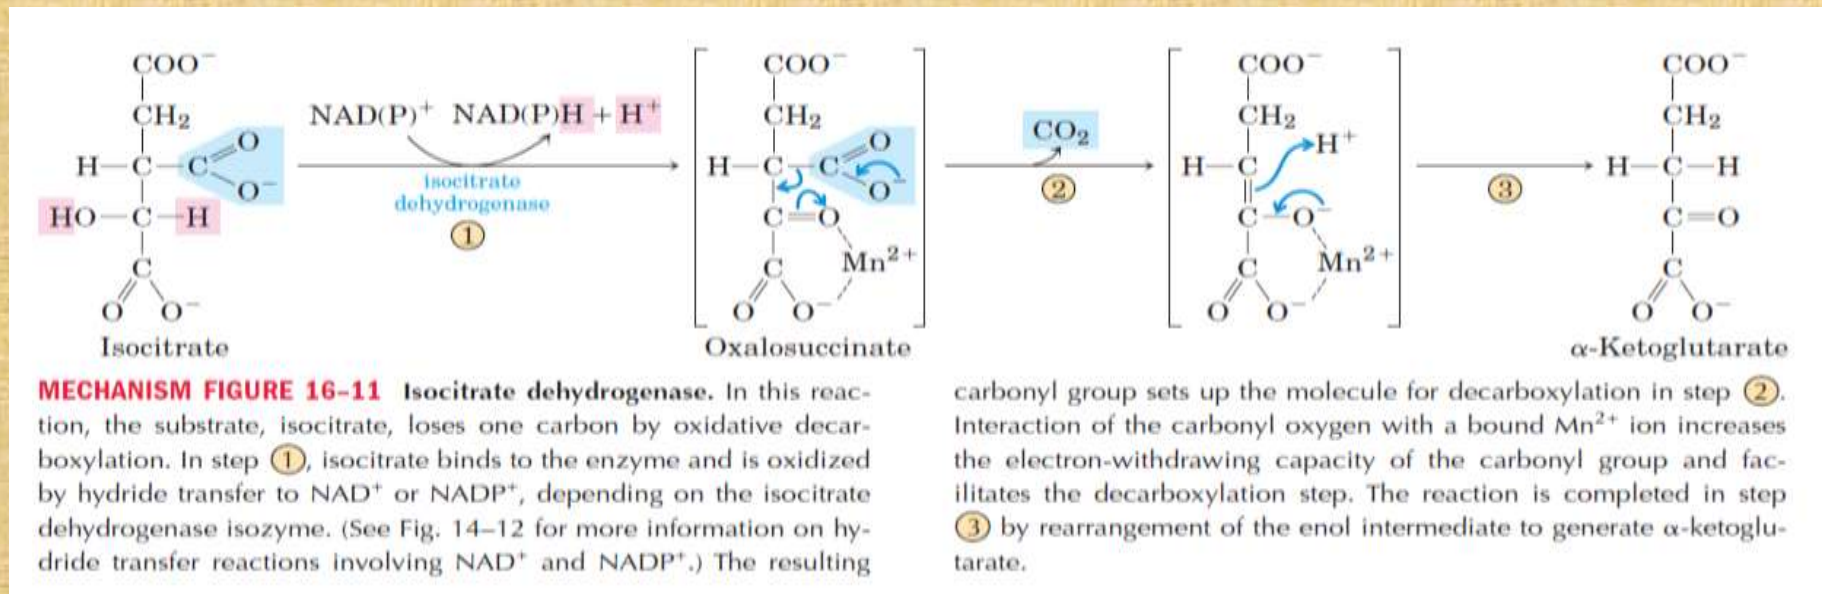 COO⁻
CH₂
H—C—C
O
O⁻
HO—C—H
C
O O⁻
Isocitrate
NAD(P)⁺ NAD(P)H + H⁺
isocitrate
dehydrogenase
1
COO⁻
CH₂
H—C—C
O
O⁻
C=O
Mn²⁺
C
O O⁻
Oxalosuccinate
CO₂
2
COO⁻
CH₂
H⁺
H—C
C—O⁻
Mn²⁺
C
O O⁻
3
COO⁻
CH₂
H—C—H
C=O
C
O O⁻
α-Ketoglutarate
MECHANISM FIGURE 16–11 Isocitrate dehydrogenase. In this reac-
tion, the substrate, isocitrate, loses one carbon by oxidative decar-
boxylation. In step 1, isocitrate binds to the enzyme and is oxidized
by hydride transfer to NAD⁺ or NADP⁺, depending on the isocitrate
dehydrogenase isozyme. (See Fig. 14–12 for more information on hy-
dride transfer reactions involving NAD⁺ and NADP⁺.) The resulting
carbonyl group sets up the molecule for decarboxylation in step 2.
Interaction of the carbonyl oxygen with a bound Mn²⁺ ion increases
the electron-withdrawing capacity of the carbonyl group and fac-
ilitates the decarboxylation step. The reaction is completed in step
3 by rearrangement of the enol intermediate to generate α-ketoglu-
tarate.